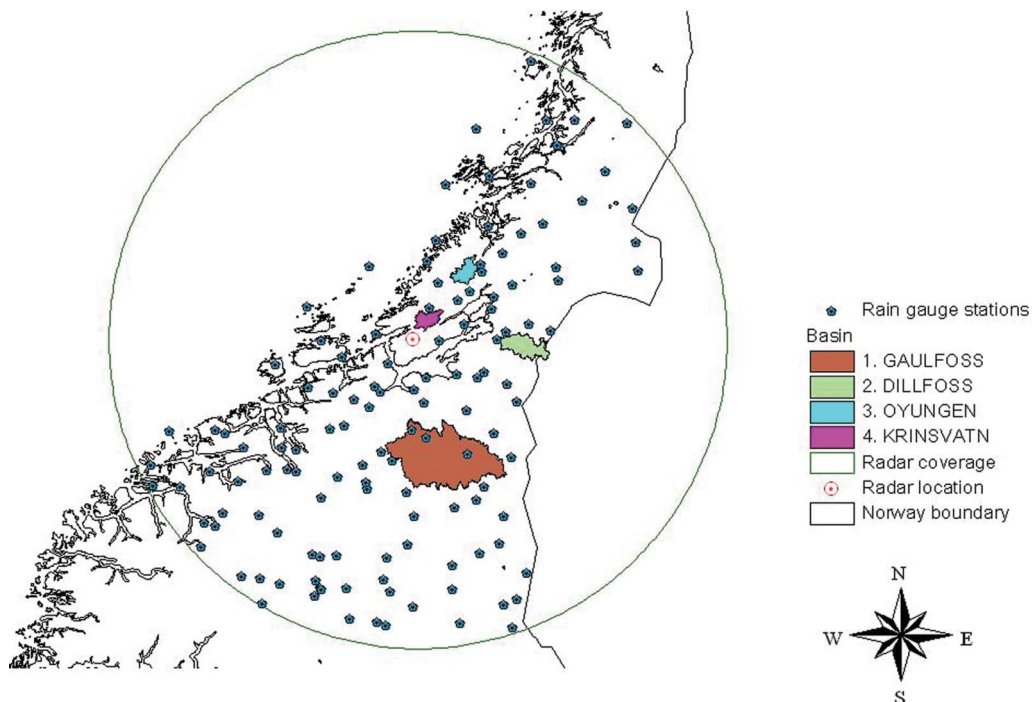 Rain gauge stations
Basin
1. GAULFOSS
2. DILLFOSS
3. OYUNGEN
4. KRINSVATN
Radar coverage
Radar location
Norway boundary
N
W E
S